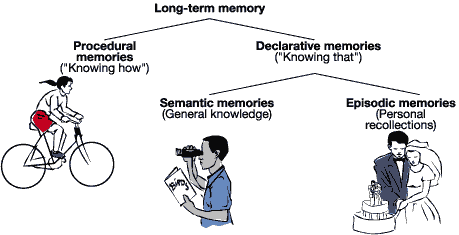 Long-term memory
Procedural
memories
("Knowing how")
Declarative memories
("Knowing that")
Semantic memories
(General knowledge)
Episodic memories
(Personal
recollections)
Birds